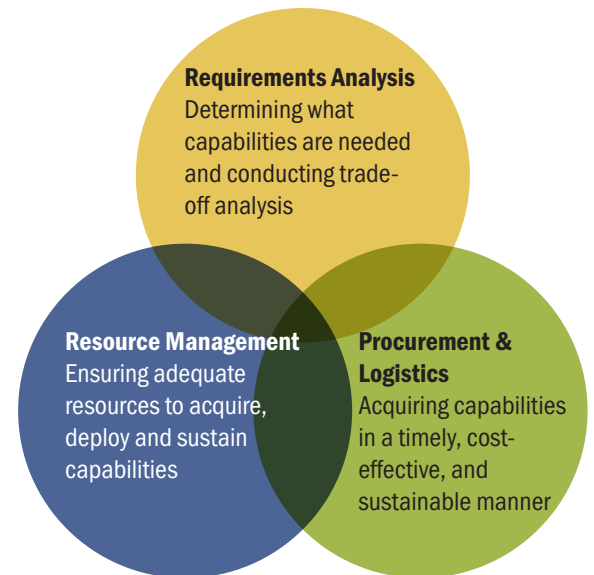 Requirements Analysis
Determining what
capabilities are needed
and conducting trade-
off analysis
Resource Management
Ensuring adequate
resources to acquire,
deploy and sustain
capabilities
Procurement &
Logistics
Acquiring capabilities
in a timely, cost-
effective, and
sustainable manner